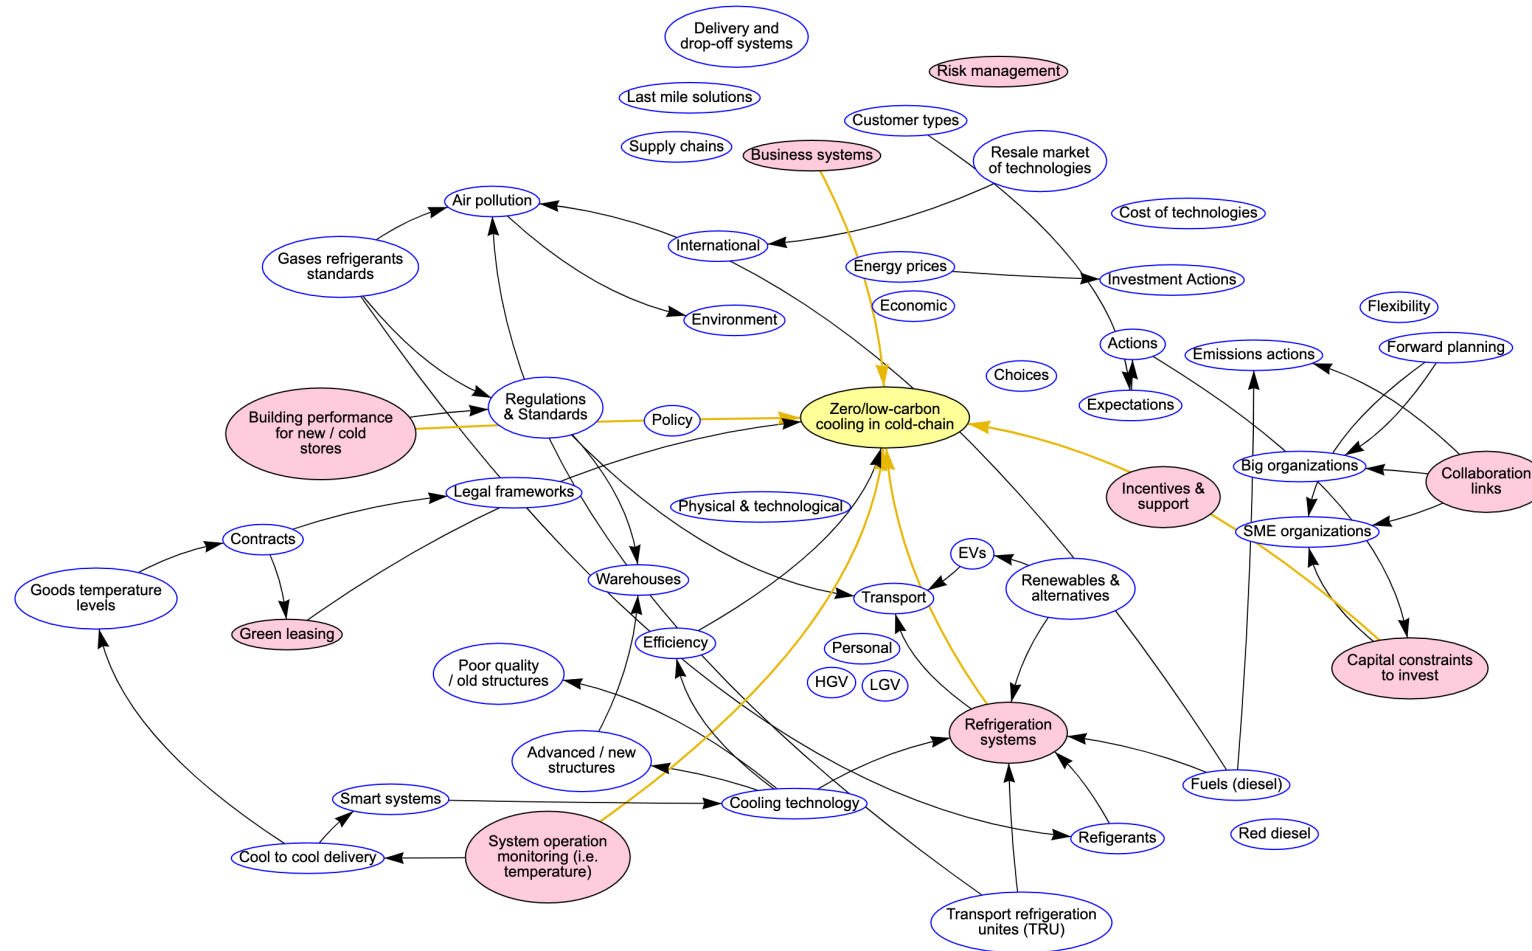 Delivery and
drop-off systems
Risk management
Last mile solutions
Customer types
Supply chains
Business systems
Resale market
of technologies
Air pollution
Cost of technologies
International
Gases refrigerants
standards
Energy prices
Investment Actions
Economic
Flexibility
Environment
Actions
Emissions actions
Forward planning
Choices
Expectations
Regulations
& Standards
Building performance
for new / cold
stores
Policy
Zero/low-carbon
cooling in cold-chain
Big organizations
Collaboration
links
Legal frameworks
Incentives &
support
Physical & technological
SME organizations
Contracts
EVs
Warehouses
Renewables &
alternatives
Goods temperature
levels
Transport
Green leasing
Efficiency
Personal
Poor quality
/ old structures
HGV
LGV
Capital constraints
to invest
Refrigeration
systems
Advanced / new
structures
Fuels (diesel)
Smart systems
Cooling technology
Red diesel
Refigerants
System operation
monitoring (i.e.
temperature)
Cool to cool delivery
Transport refrigeration
unites (TRU)